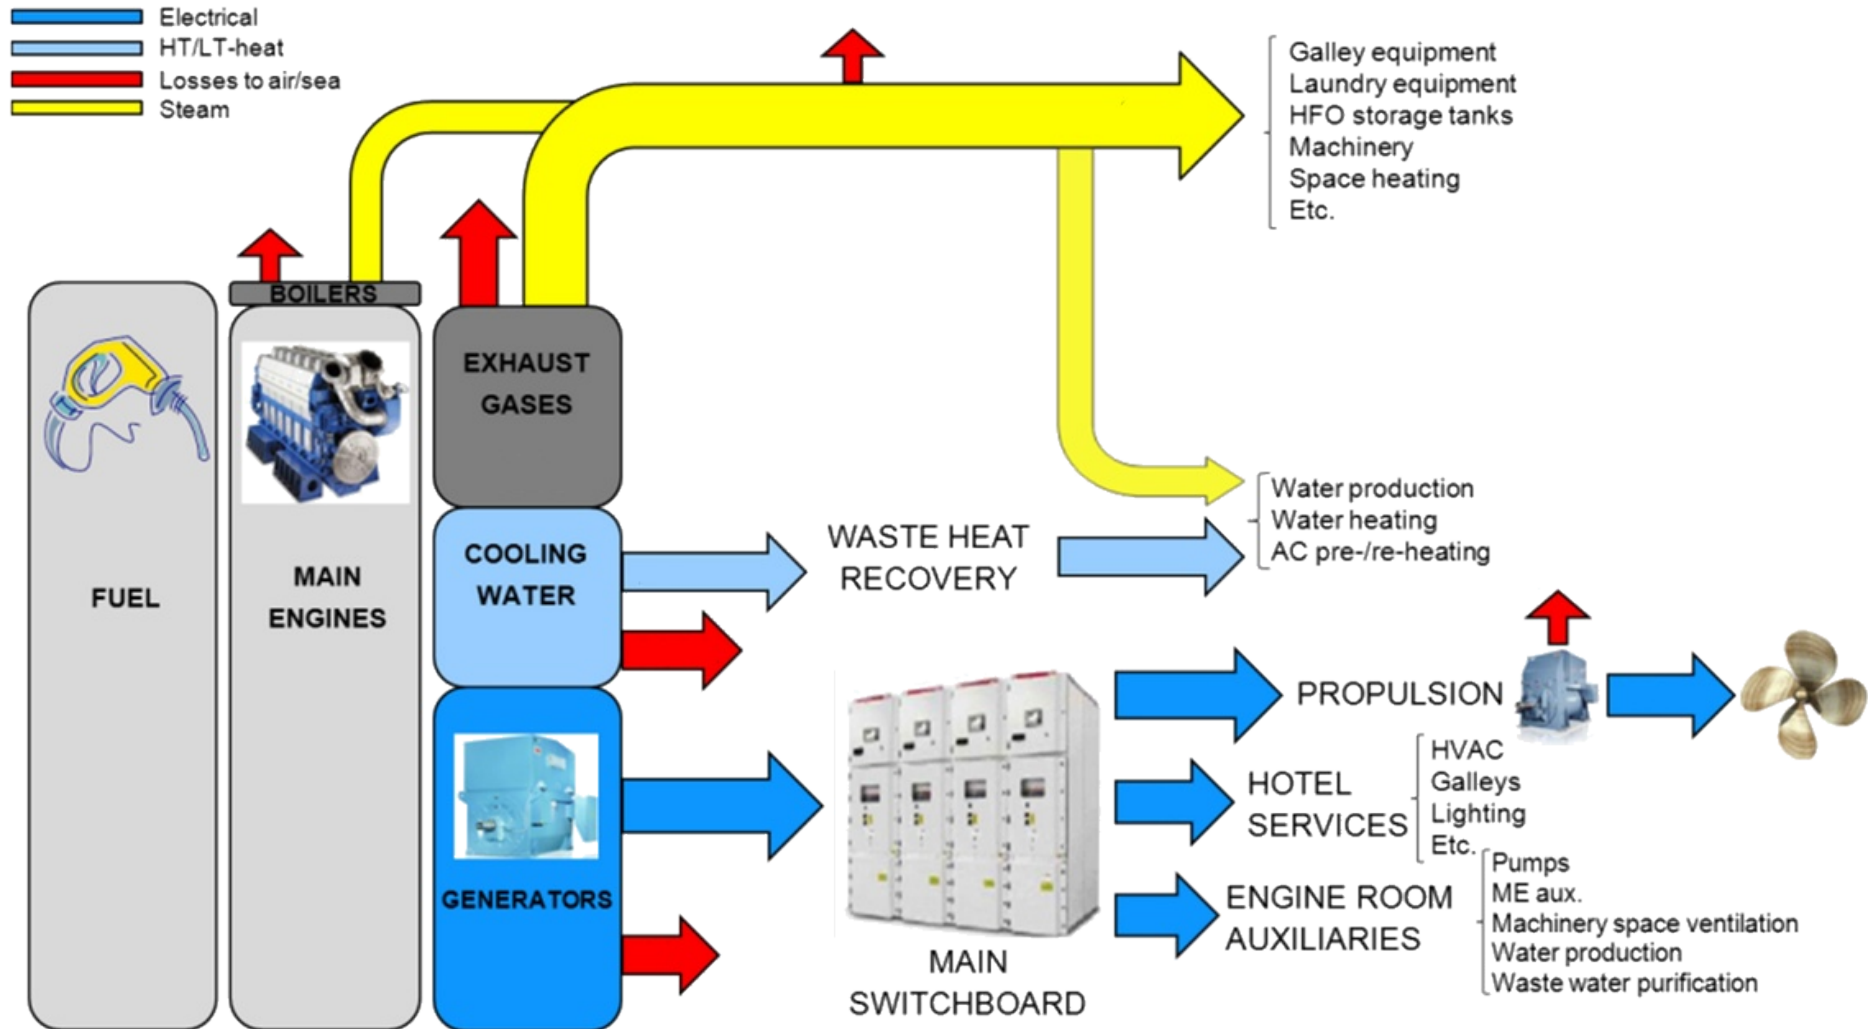 Electrical
HT/LT-heat
Losses to air/sea
Steam
Galley equipment
Laundry equipment
HFO storage tanks
Machinery
Space heating
Etc.
BOILERS
EXHAUST
GASES
FUEL
MAIN
ENGINES
COOLING
WATER
WASTE HEAT
RECOVERY
Water production
Water heating
AC pre-/re-heating
GENERATORS
MAIN
SWITCHBOARD
PROPULSION
HOTEL
SERVICES
HVAC
Galleys
Lighting
Etc.
ENGINE ROOM
AUXILIARIES
Pumps
ME aux.
Machinery space ventilation
Water production
Waste water purification